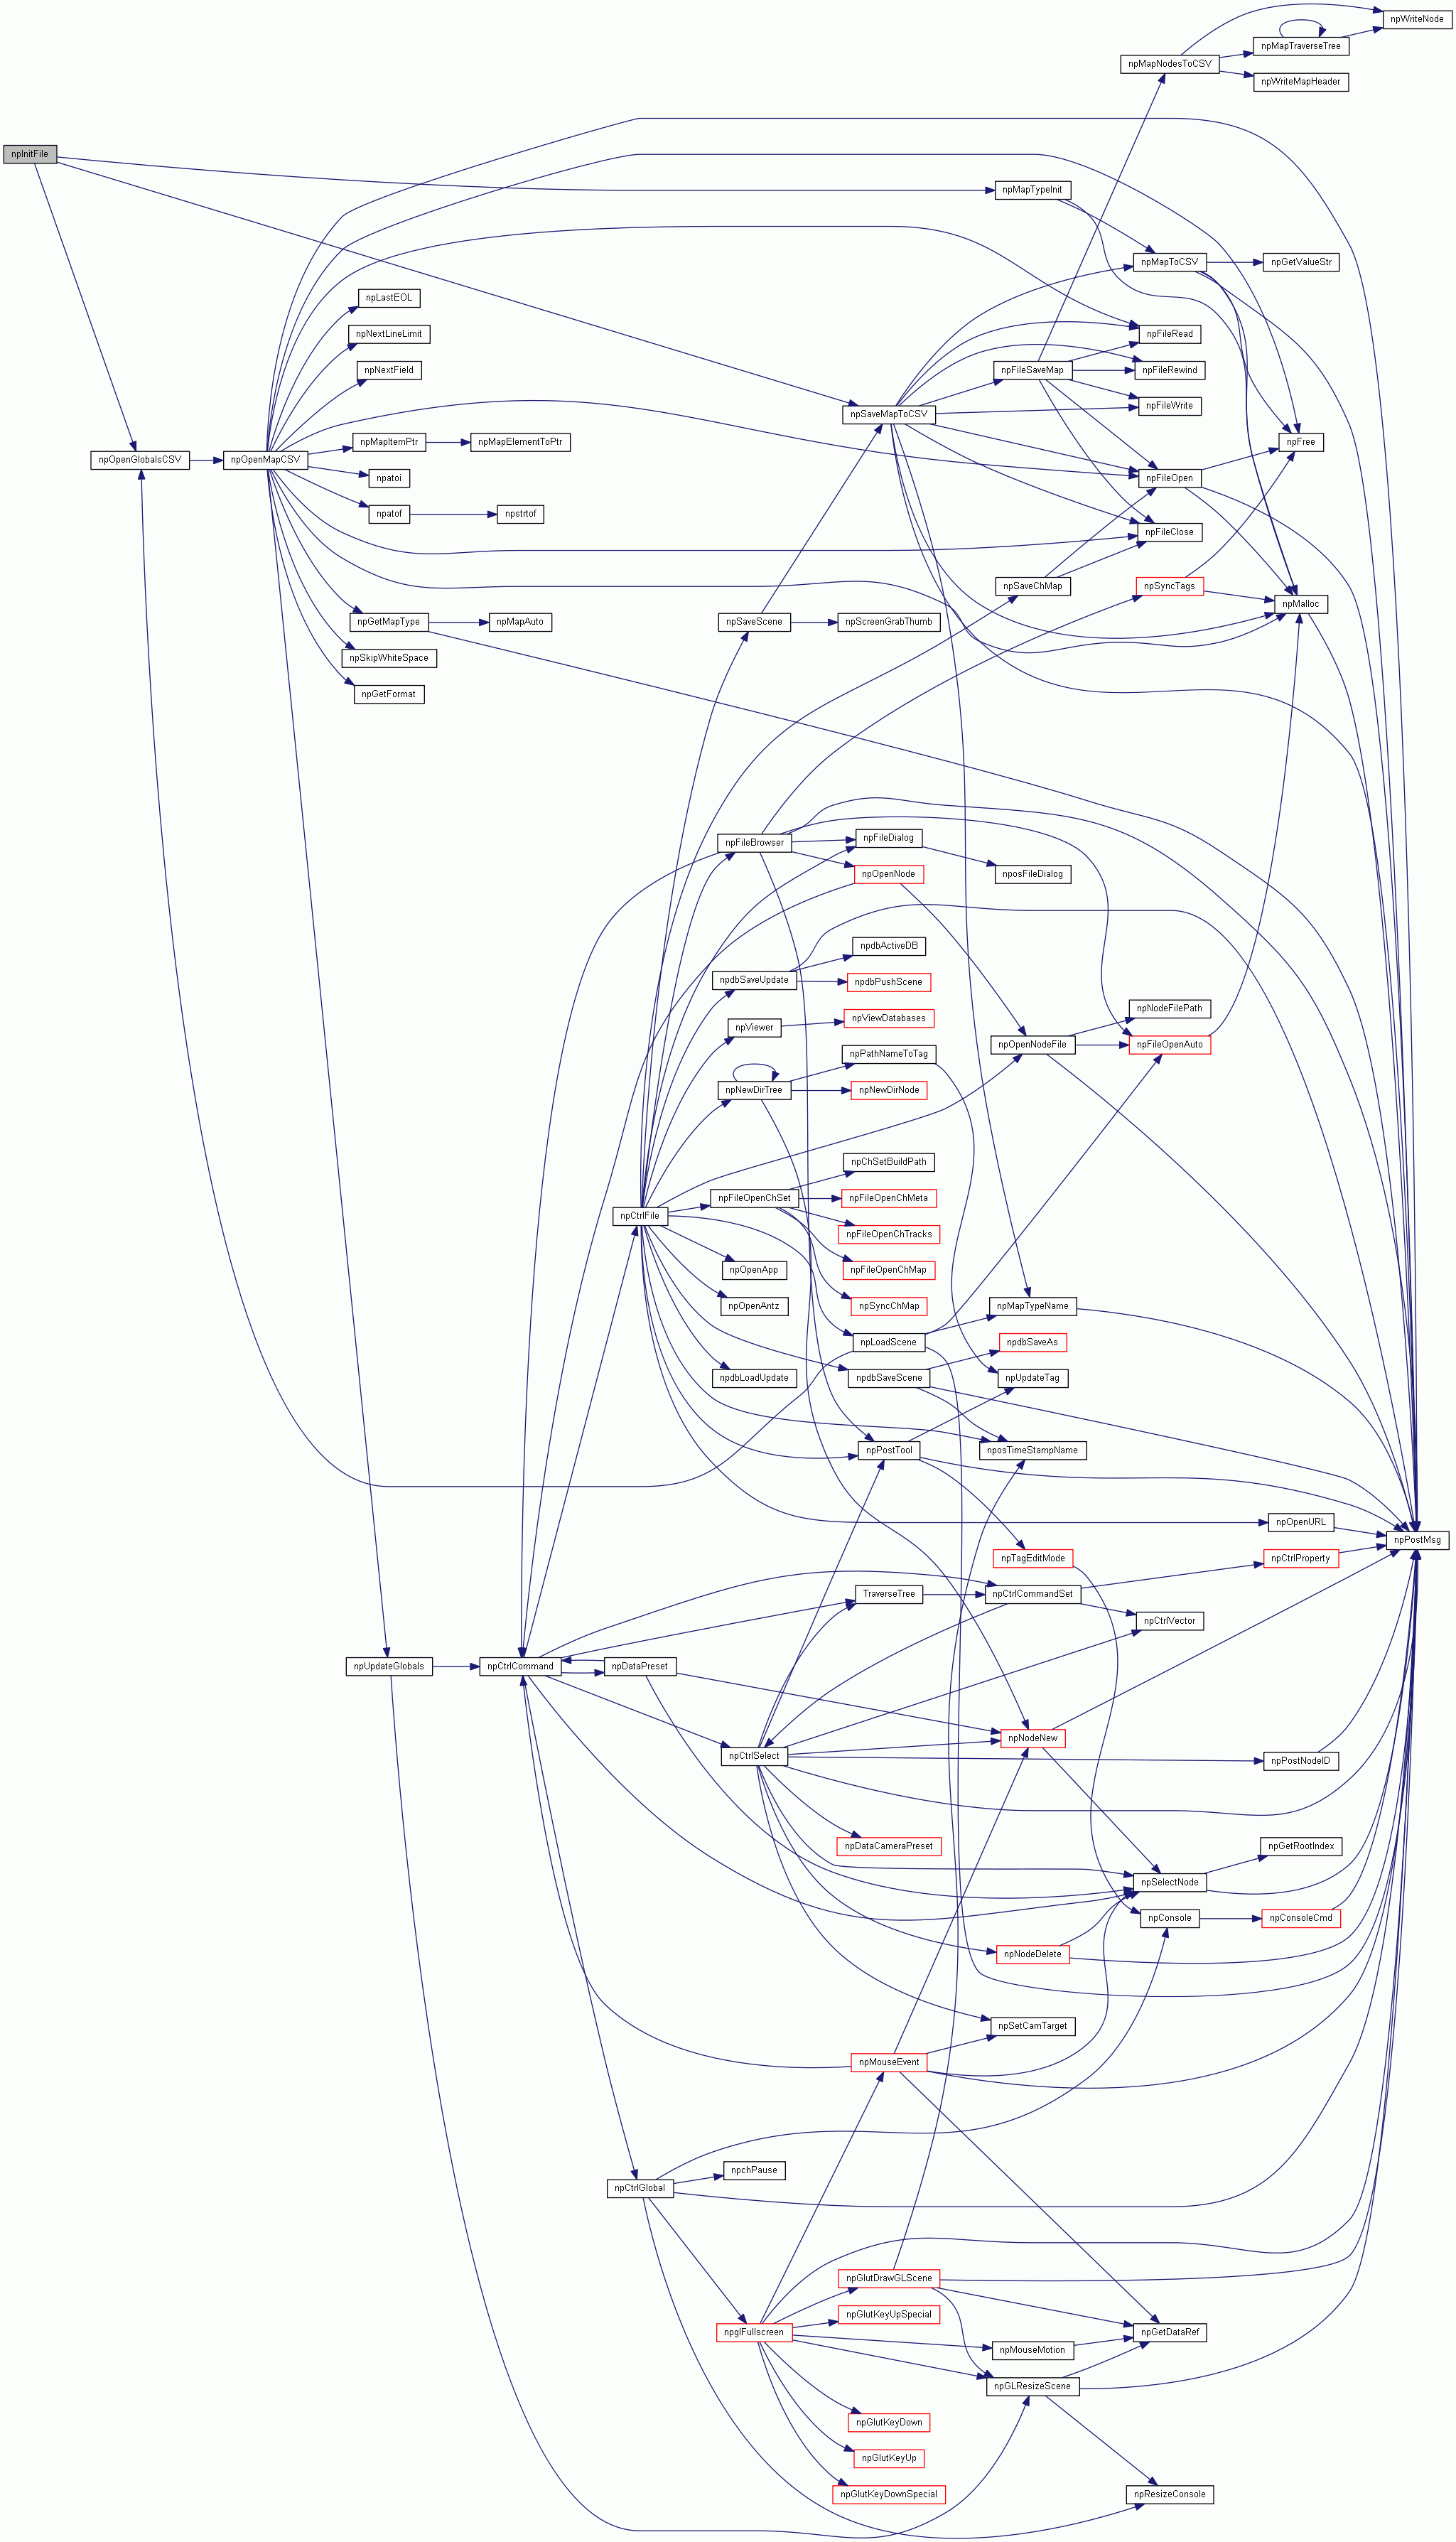 npWriteNode
npMapTraverseTree
npMapNodesToCSV
npWriteMapHeader
npInitFile
npMapTypeInit
npMapToCSV
npGetValueStr
npLastEOL
npNextLineLimit
npFileRead
npNextField
npFileSaveMap
npFileRewind
npFileWrite
npSaveMapToCSV
npMapItemPtr
npMapElementToPtr
npFree
npOpenGlobalsCSV
npOpenMapCSV
npatoi
npFileOpen
npatof
npstrtof
npFileClose
npSaveChMap
npSyncTags
npMalloc
npGetMapType
npMapAuto
npSaveScene
npScreenGrabThumb
npSkipWhiteSpace
npGetFormat
npFileBrowser
npFileDialog
npOpenNode
nposFileDialog
npdbActiveDB
npdbSaveUpdate
npdbPushScene
npNodeFilePath
npViewDatabases
npViewer
npOpenNodeFile
npFileOpenAuto
npPathNameToTag
npNewDirTree
npNewDirNode
npChSetBuildPath
npFileOpenChSet
npFileOpenChMeta
npCtrlFile
npFileOpenChTracks
npOpenApp
npFileOpenChMap
npOpenAntz
npSyncChMap
npMapTypeName
npLoadScene
npdbSaveAs
npdbLoadUpdate
npdbSaveScene
npUpdateTag
npPostTool
nposTimeStampName
npOpenURL
npPostMsg
npTagEditMode
npCtrlProperty
TraverseTree
npCtrlCommandSet
npCtrlVector
npUpdateGlobals
npCtrlCommand
npDataPreset
npNodeNew
npCtrlSelect
npPostNodeID
npDataCameraPreset
npGetRootIndex
npSelectNode
npConsole
npConsoleCmd
npNodeDelete
npSetCamTarget
npMouseEvent
npchPause
npCtrlGlobal
npGlutDrawGLScene
npGlutKeyUpSpecial
npglFullscreen
npGetDataRef
npMouseMotion
npGLResizeScene
npGlutKeyDown
npGlutKeyUp
npGlutKeyDownSpecial
npResizeConsole